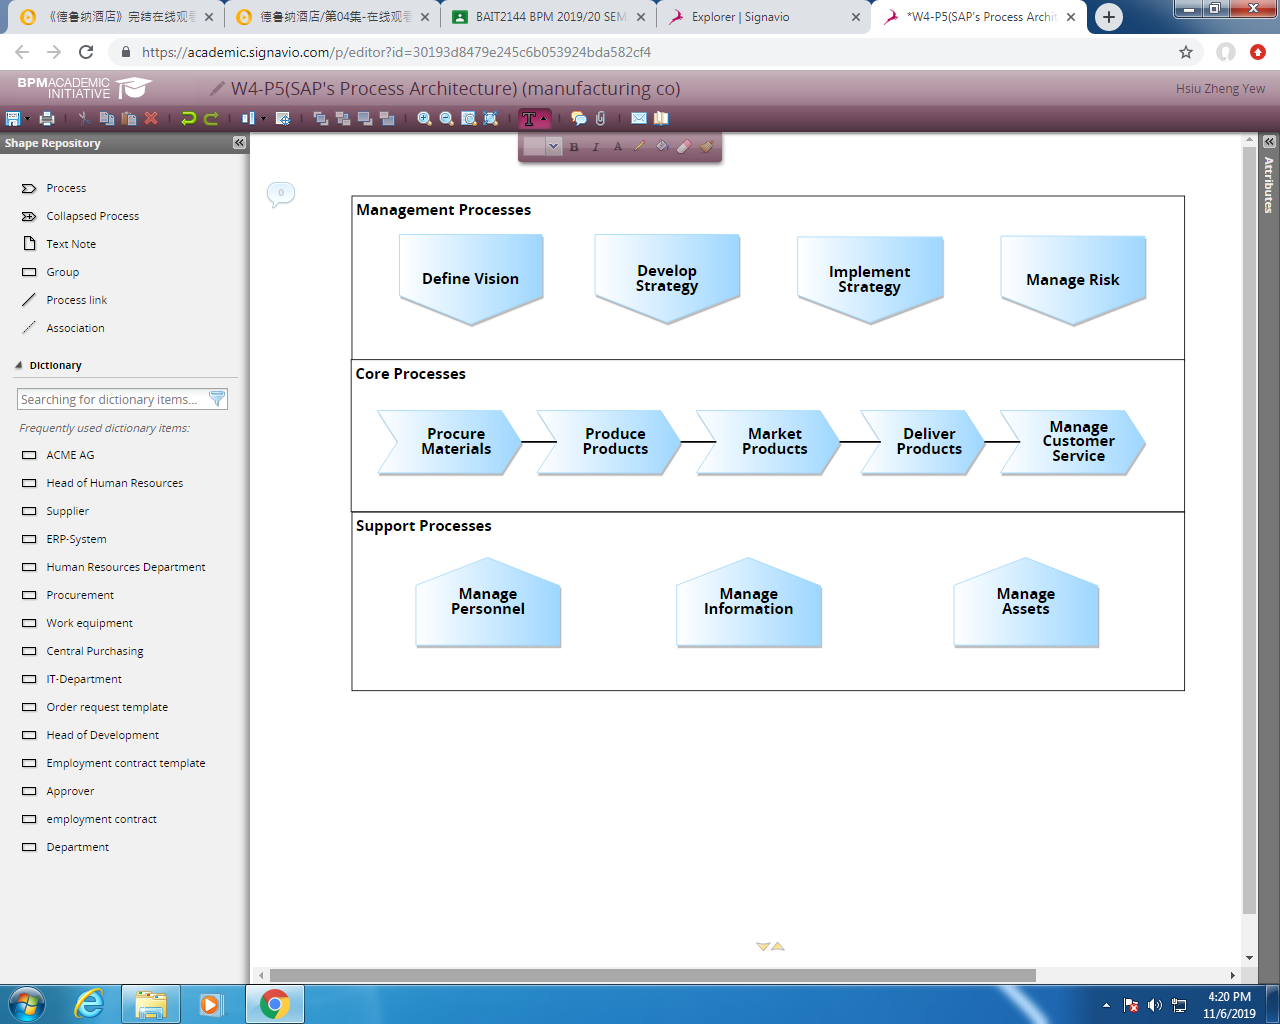 《德鲁纳酒店》完结在线观看
德鲁纳酒店/第04集-在线观看
BAIT2144 BPM 2019/20 SEM
Explorer | Signavio
*W4-P5(SAP's Process Archit
https://academic.signavio.com/p/editor?id=30193d8479e245c6b053924bda582cf4
BPMACADEMIC
INITIATIVE
W4-P5(SAP's Process Architecture) (manufacturing co)
Hsiu Zheng Yew
T
B I A
Shape Repository
Process
Collapsed Process
Text Note
Group
Process link
Association
Dictionary
Searching for dictionary items...
Frequently used dictionary items:
ACME AG
Head of Human Resources
Supplier
ERP-System
Human Resources Department
Procurement
Work equipment
Central Purchasing
IT-Department
Order request template
Head of Development
Employment contract template
Approver
employment contract
Department
0
Management Processes
Define Vision
Develop
Strategy
Implement
Strategy
Manage Risk
Core Processes
Procure
Materials
Produce
Products
Market
Products
Deliver
Products
Manage
Customer
Service
Support Processes
Manage
Personnel
Manage
Information
Manage
Assets
Attributes
4:20 PM
11/6/2019